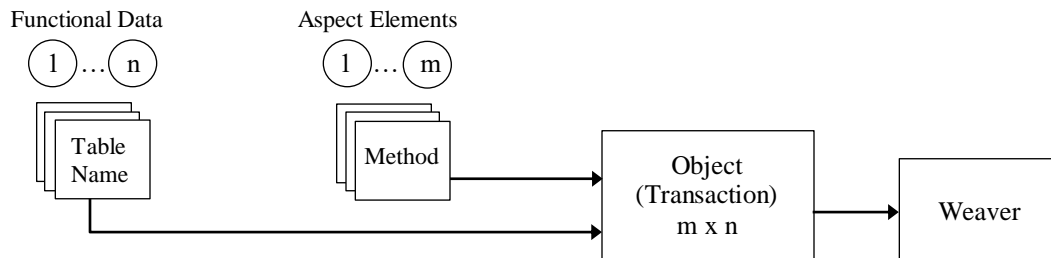 Functional Data
Aspect Elements
1 … n
1 … m
Table
Name
Method
Object
(Transaction)
m x n
Weaver